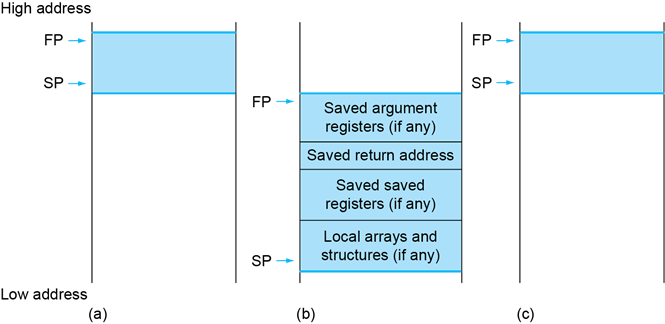 High address
FP
SP
FP
Saved argument
registers (if any)
Saved return address
Saved saved
registers (if any)
Local arrays and
structures (if any)
SP
FP
SP
Low address
(a)
(b)
(c)